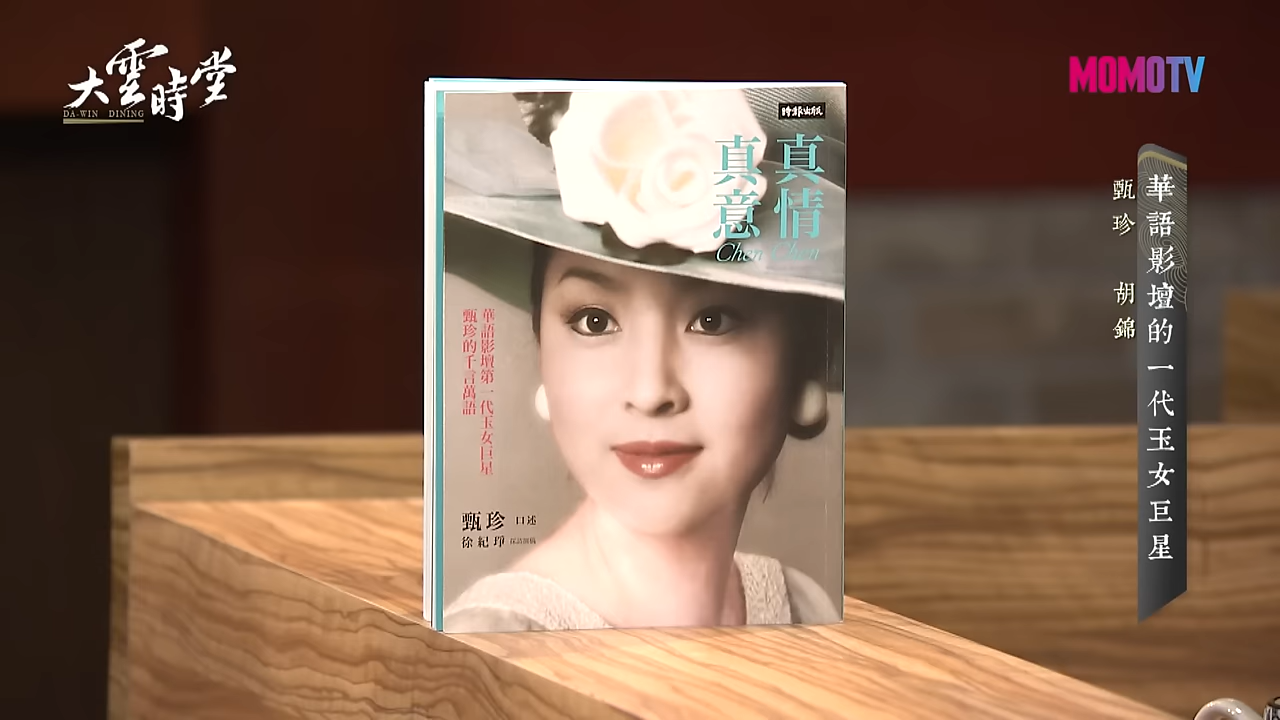 大雲時堂
DA-WIN DINING
MOMOTV
華語影壇的一代玉女巨星
甄珍 胡錦
時報出版
真情
真意
Chen Chen
華語影壇第一代玉女巨星
甄珍的千言萬語
甄珍 口述
徐紀琤 採訪撰稿